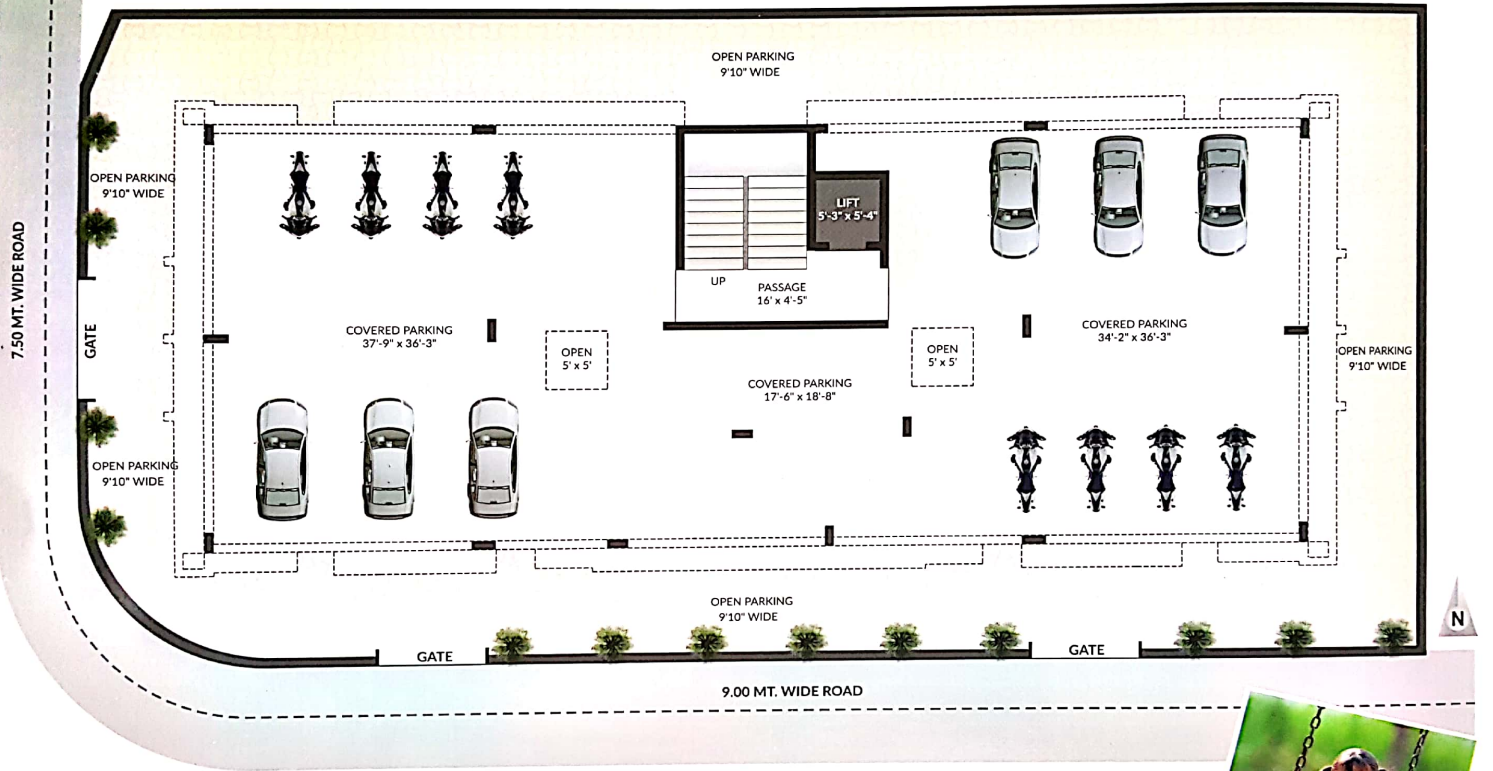 OPEN PARKING
9'10" WIDE
OPEN PARKING
9'10" WIDE
LIFT
5'-3" x 5'-4"
UP
PASSAGE
16' x 4'-5"
7.50 MT. WIDE ROAD
GATE
COVERED PARKING
37'-9" x 36'-3"
OPEN
5' x 5'
COVERED PARKING
17'-6" x 18'-8"
OPEN
5' x 5'
COVERED PARKING
34'-2" x 36'-3"
OPEN PARKING
9'10" WIDE
OPEN PARKING
9'10" WIDE
OPEN PARKING
9'10" WIDE
N
GATE
GATE
9.00 MT. WIDE ROAD